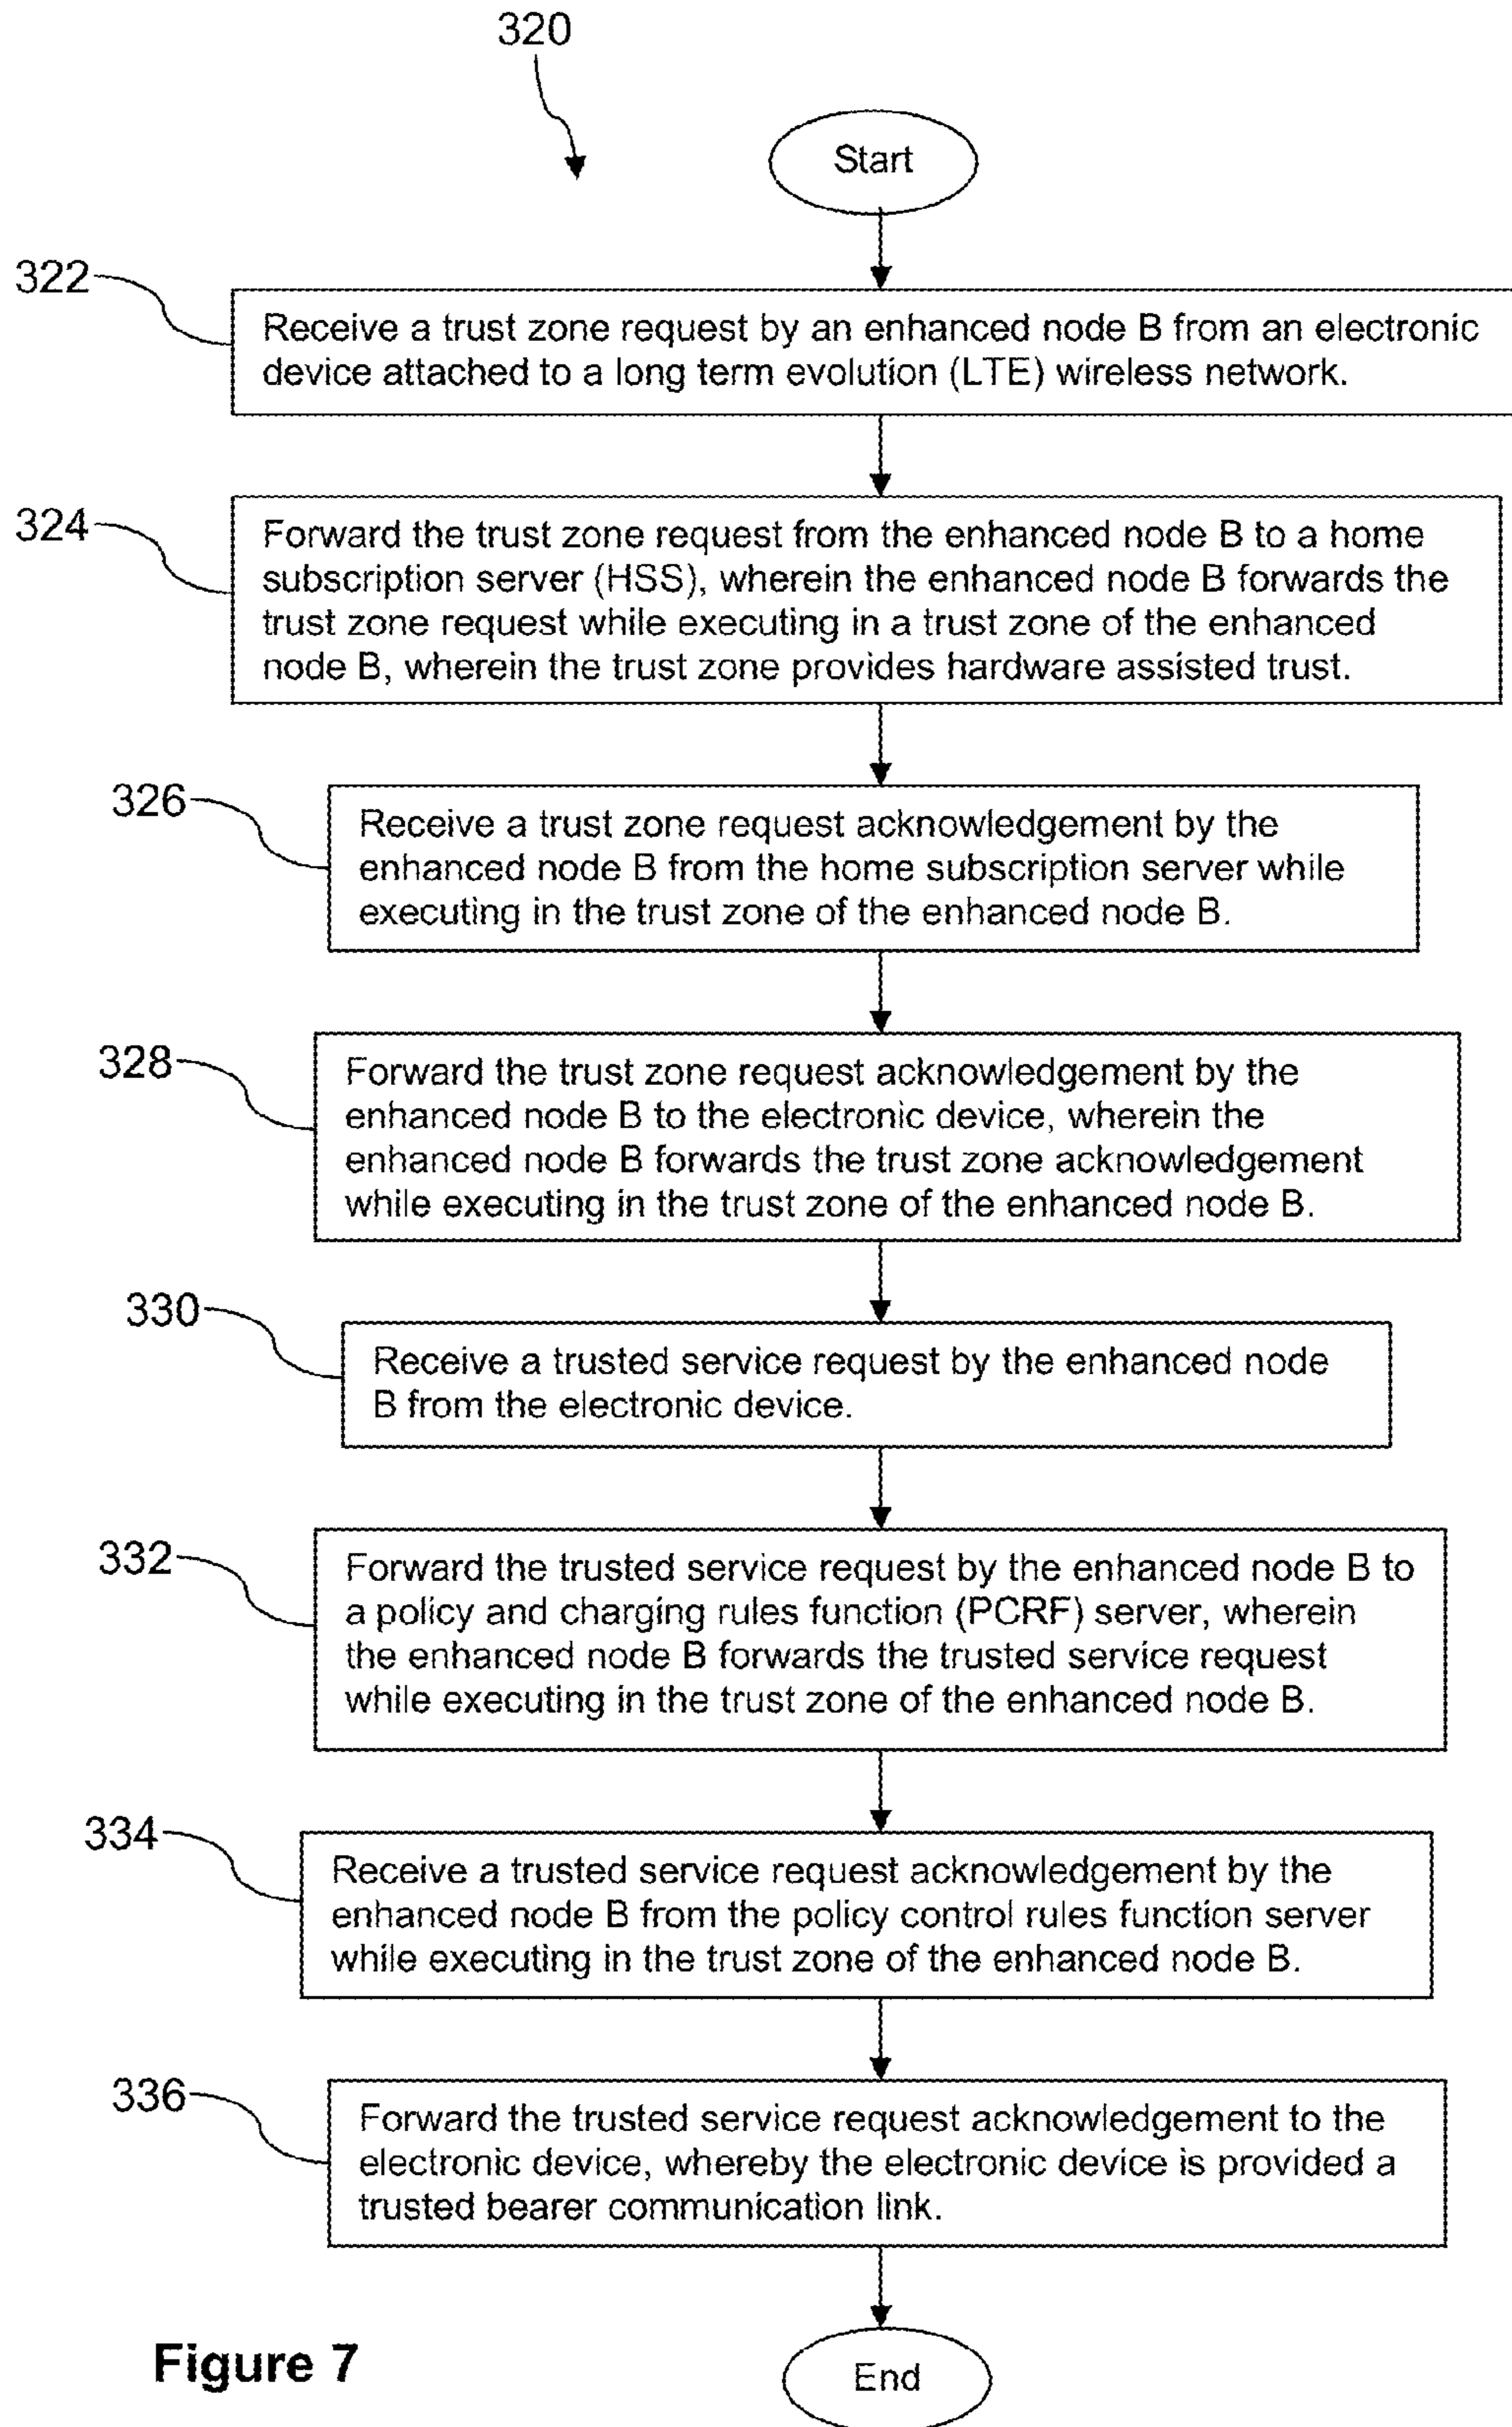 320
Start
322
Receive a trust zone request by an enhanced node B from an electronic
device attached to a long term evolution (LTE) wireless network.
324
Forward the trust zone request from the enhanced node B to a home
subscription server (HSS), wherein the enhanced node B forwards the
trust zone request while executing in a trust zone of the enhanced
node B, wherein the trust zone provides hardware assisted trust.
326
Receive a trust zone request acknowledgement by the
enhanced node B from the home subscription server while
executing in the trust zone of the enhanced node B.
328
Forward the trust zone request acknowledgement by the
enhanced node B to the electronic device, wherein the
enhanced node B forwards the trust zone acknowledgement
while executing in the trust zone of the enhanced node B.
330
Receive a trusted service request by the enhanced node
B from the electronic device.
332
Forward the trusted service request by the enhanced node B to
a policy and charging rules function (PCRF) server, wherein
the enhanced node B forwards the trusted service request
while executing in the trust zone of the enhanced node B.
334
Receive a trusted service request acknowledgement by the
enhanced node B from the policy control rules function server
while executing in the trust zone of the enhanced node B.
336
Forward the trusted service request acknowledgement to the
electronic device, whereby the electronic device is provided a
trusted bearer communication link.
End
Figure 7